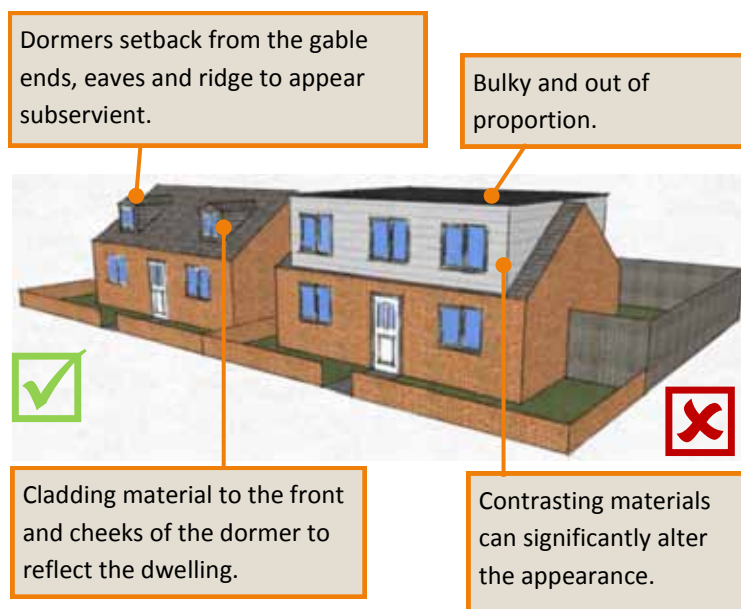 Dormers setback from the gable
ends, eaves and ridge to appear
subservient.
Bulky and out of
proportion.
Cladding material to the front
and cheeks of the dormer to
reflect the dwelling.
Contrasting materials
can significantly alter
the appearance.